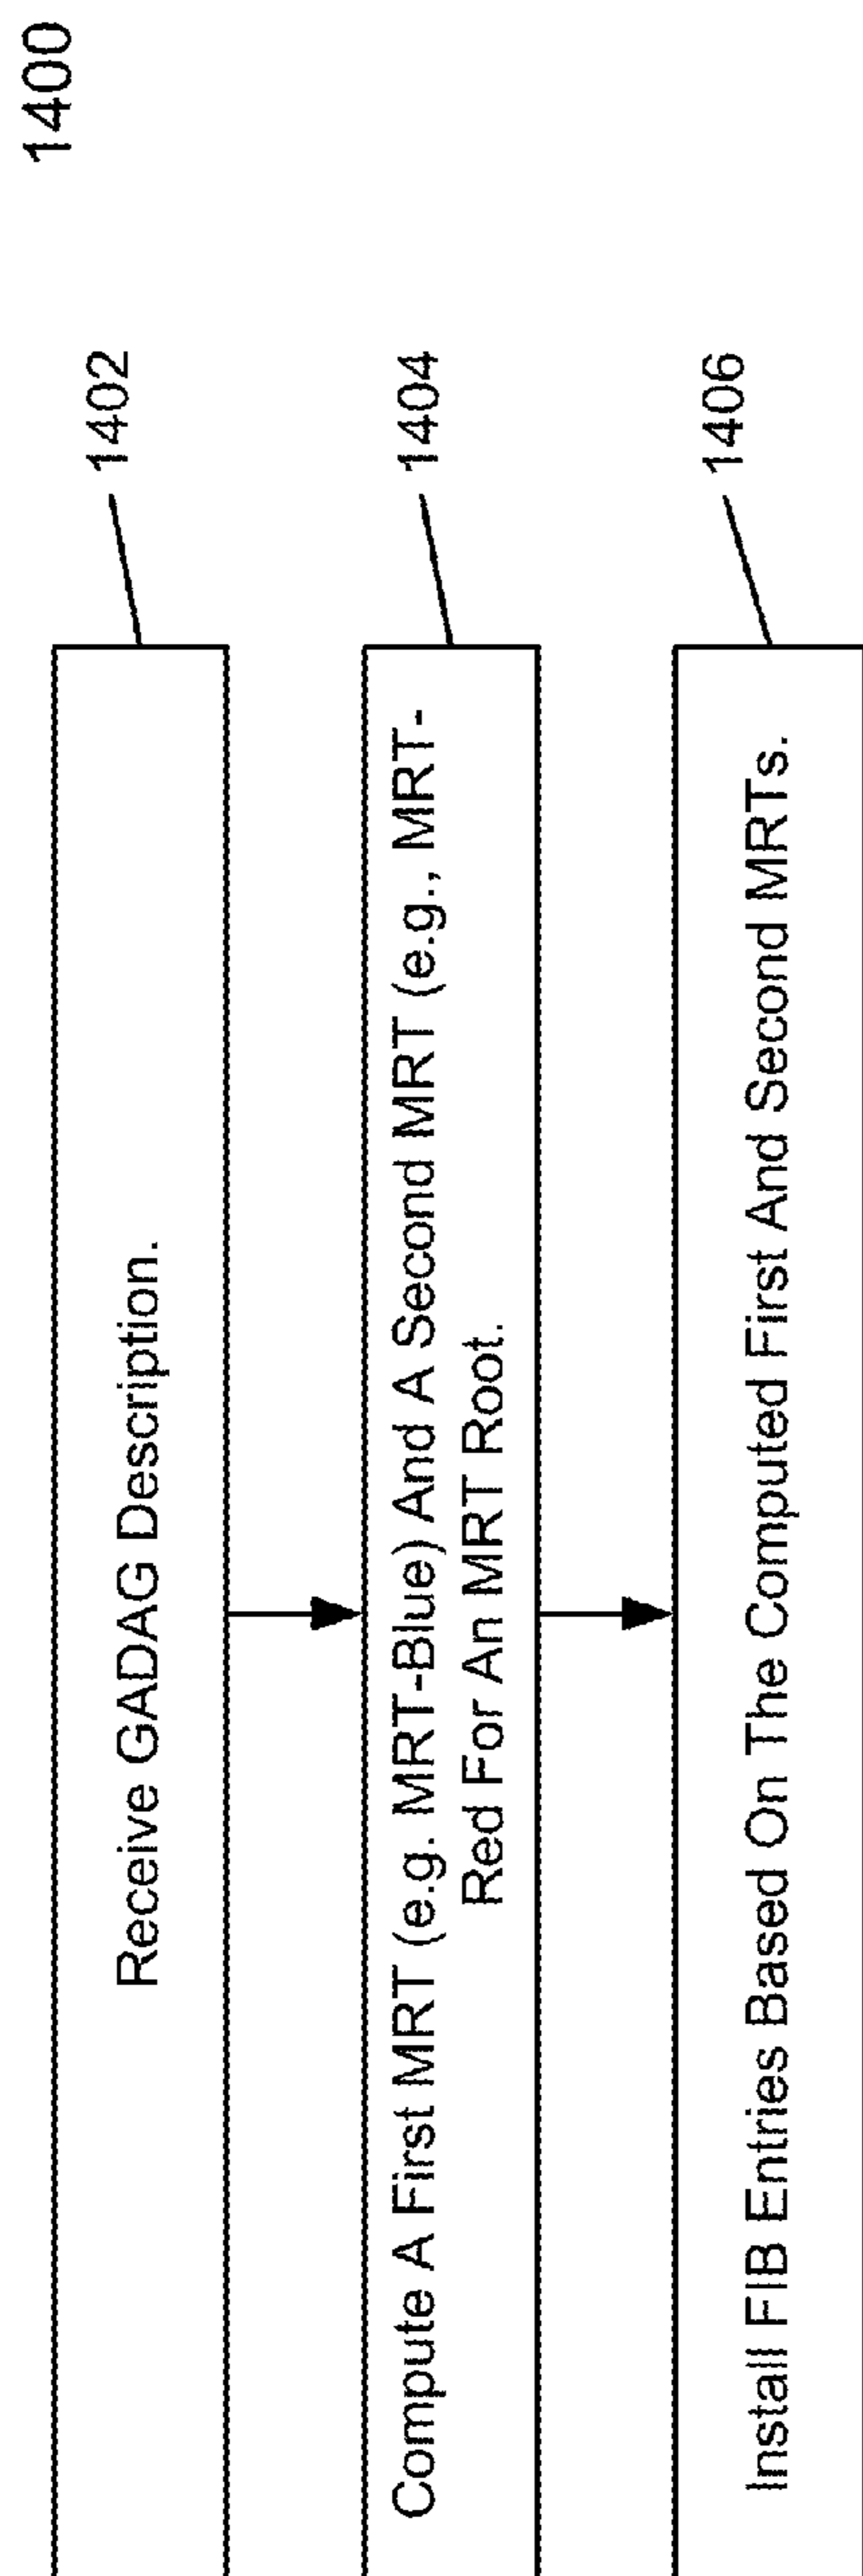 1400
Receive GADAG Description.
1402
Compute A First MRT (e.g. MRT-Blue) And A Second MRT (e.g., MRT-
Red For An MRT Root.
1404
Install FIB Entries Based On The Computed First And Second MRTs.
1406